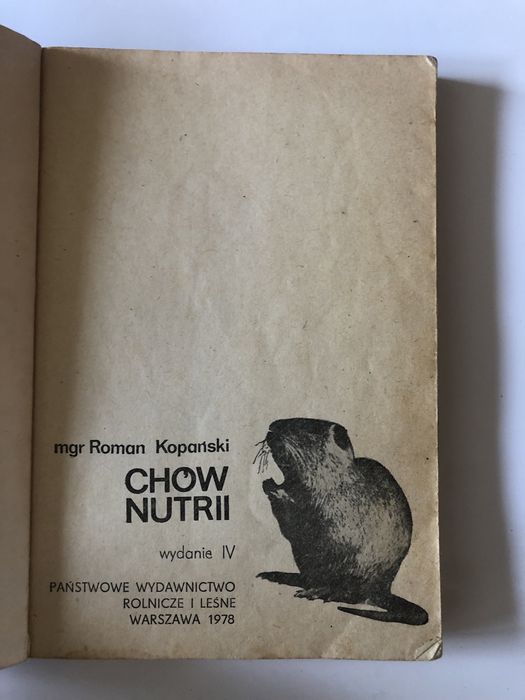 mgr Roman Kopański
CHÓW
NUTRII
wydanie IV
PAŃSTWOWE WYDAWNICTWO
ROLNICZE I LEŚNE
WARSZAWA 1978